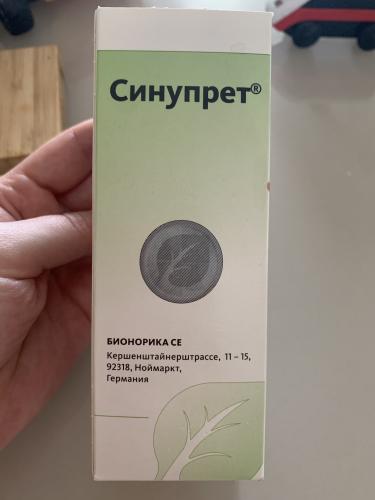 Синупрет®
БИОНОРИКА СЕ
Кершенштайнерштрассе, 11 – 15,
92318, Ноймаркт,
Германия